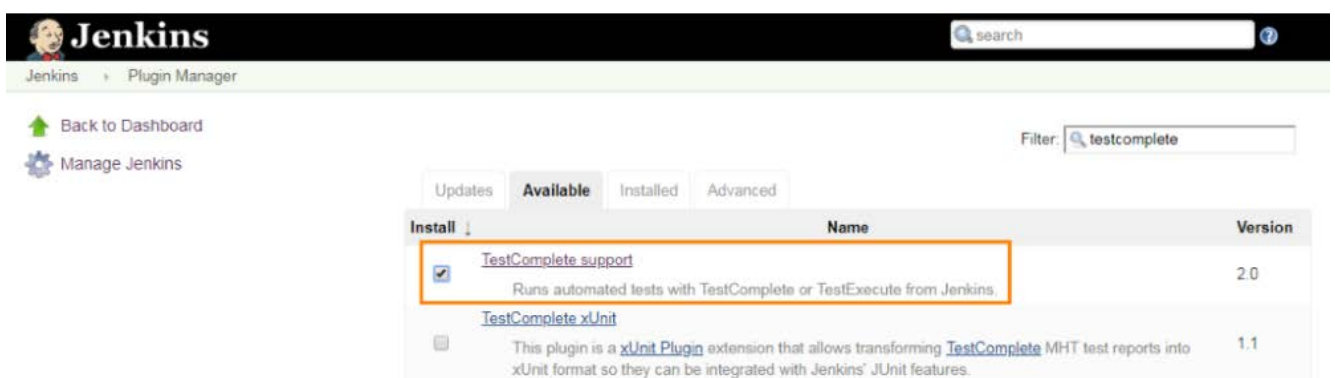 Jenkins
search
Jenkins
Plugin Manager
Back to Dashboard
Manage Jenkins
Filter: testcomplete
Updates Available Installed Advanced
Install ↓ Name Version
TestComplete support 2.0
Runs automated tests with TestComplete or TestExecute from Jenkins.
TestComplete xUnit 1.1
This plugin is a xUnit Plugin extension that allows transforming TestComplete MHT test reports into
xUnit format so they can be integrated with Jenkins' JUnit features.